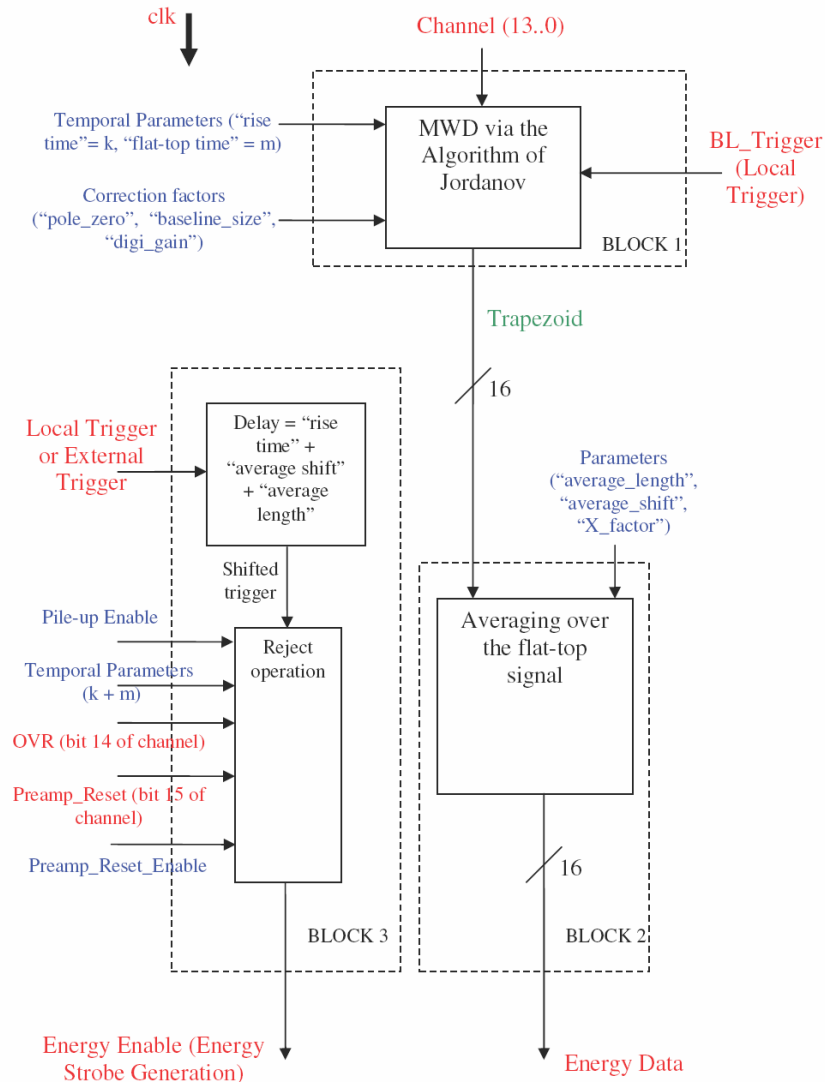 clk
Channel (13..0)
Temporal Parameters (“rise
time”= k, “flat-top time” = m)
MWD via the
Algorithm of
Jordanov
BL_Trigger
(Local
Trigger)
Correction factors
(“pole_zero”, “baseline_size”,
“digi_gain”)
BLOCK 1
Trapezoid
16
Local Trigger
or External
Trigger
Delay = “rise
time” +
“average shift”
+ “average
length”
Parameters
(“average_length”,
“average_shift”,
“X_factor”)
Shifted
trigger
Pile-up Enable
Temporal Parameters
(k + m)
OVR (bit 14 of channel)
Preamp_Reset (bit 15 of
channel)
Preamp_Reset_Enable
Reject
operation
BLOCK 3
Averaging over
the flat-top
signal
16
BLOCK 2
Energy Enable (Energy
Strobe Generation)
Energy Data